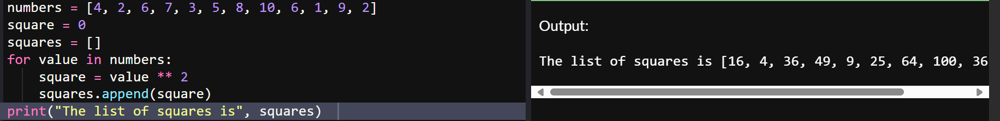 numbers = [4, 2, 6, 7, 3, 5, 8, 10, 6, 1, 9, 2]
square = 0
squares = []
for value in numbers:
    square = value ** 2
    squares.append(square)
print("The list of squares is", squares)
Output:
The list of squares is [16, 4, 36, 49, 9, 25, 64, 100, 36